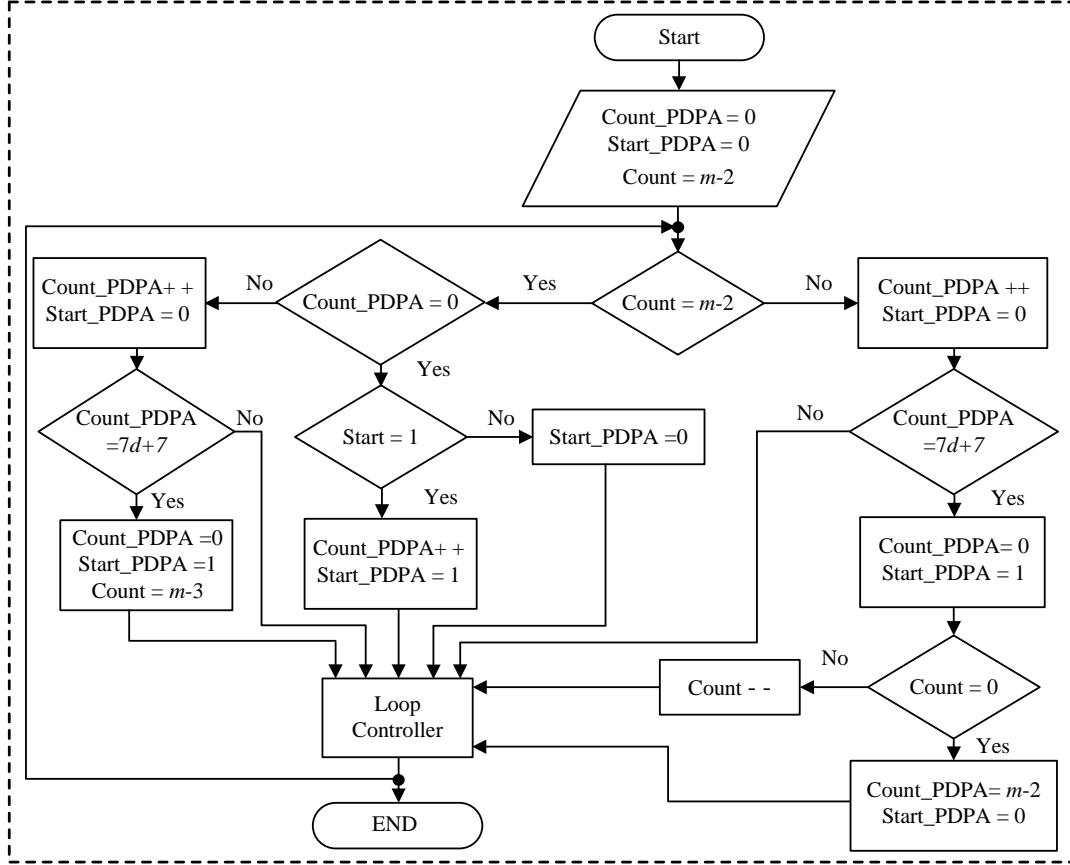 Start
Count_PDPA = 0
Start_PDPA = 0
Count = m-2
Count = m-2
Yes
No
Count_PDPA = 0
No
Yes
Count_PDPA+ +
Start_PDPA = 0
Count_PDPA ++
Start_PDPA = 0
Count_PDPA
=7d+7
No
Yes
Start = 1
No
Yes
Start_PDPA =0
Count_PDPA
=7d+7
No
Yes
Count_PDPA =0
Start_PDPA =1
Count = m-3
Count_PDPA+ +
Start_PDPA = 1
Count_PDPA= 0
Start_PDPA = 1
Count = 0
No
Yes
Count - -
Loop
Controller
Count_PDPA= m-2
Start_PDPA = 0
END